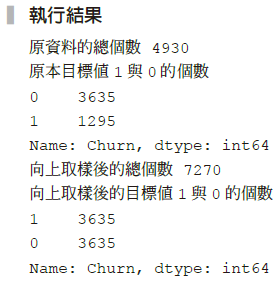 執行結果
原資料的總個數 4930
原本目標值 1 與 0 的個數
0    3635
1    1295
Name: Churn, dtype: int64
向上取樣後的總個數 7270
向上取樣後的目標值 1 與 0 的個數
1    3635
0    3635
Name: Churn, dtype: int64